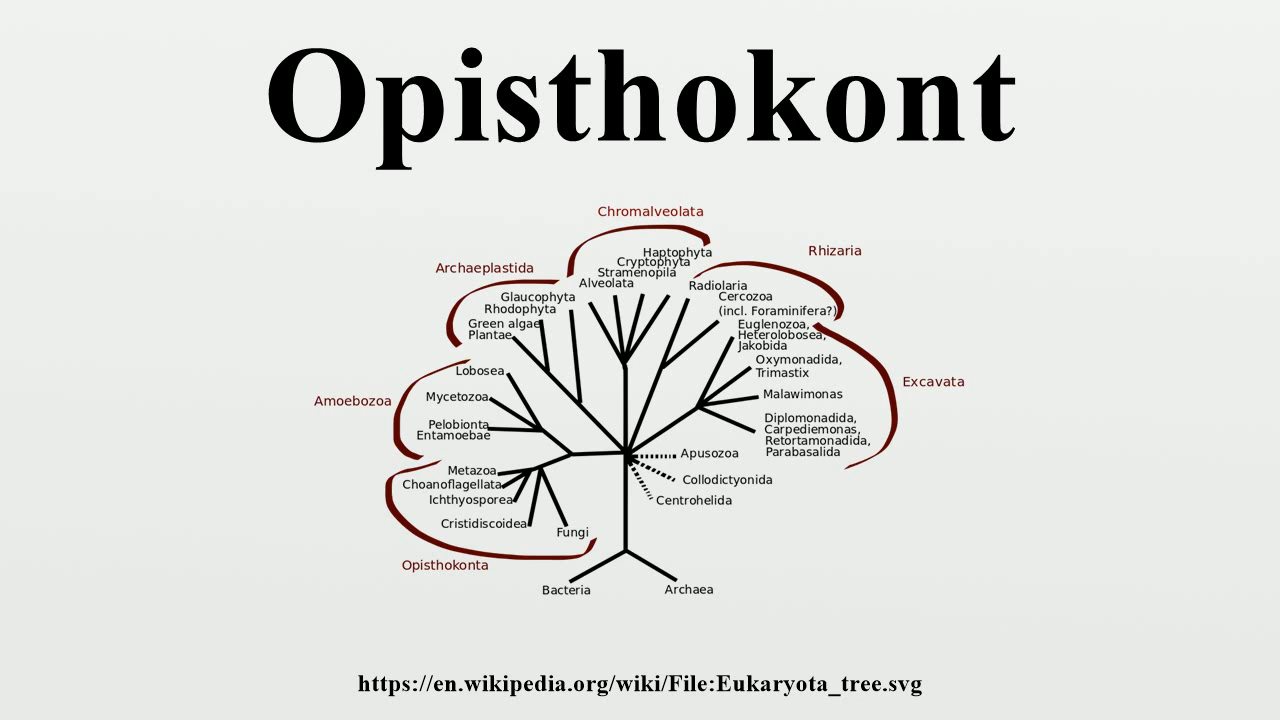 Opisthokont
Chromalveolata
Haptophyta
Cryptophyta
Stramenopila
Alveolata
Rhizaria
Radiolaria
Cercozoa
(incl. Foraminifera?)
Archaeplastida
Glaucophyta
Rhodophyta
Green algae
Plantae
Euglenozoa,
Heterolobosea,
Jakobida
Oxymonadida,
Trimastix
Malawimonas
Diplomonadida,
Carpediemonas,
Retortamonadida,
Parabasalida
Excavata
Amoebozoa
Lobosea
Mycetozoa
Pelobionta
Entamoebae
Apusozoa
Collodictyonida
Centrohelida
Metazoa
Choanoflagellata
Ichthyosporea
Cristidiscoidea
Fungi
Opisthokonta
Bacteria
Archaea
https://en.wikipedia.org/wiki/File:Eukaryota_tree.svg